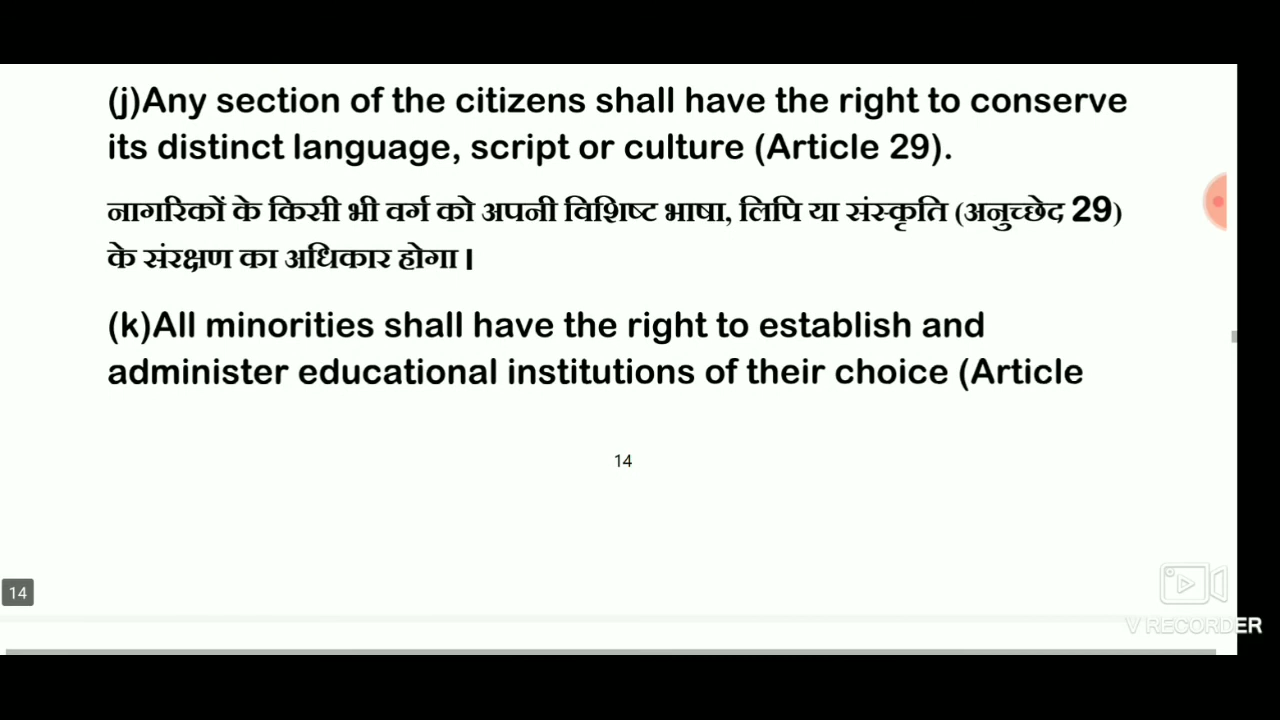 (j)Any section of the citizens shall have the right to conserve
its distinct language, script or culture (Article 29).
नागरिकों के किसी भी वर्ग को अपनी विशिष्ट भाषा, लिपि या संस्कृति (अनुच्छेद 29)
के संरक्षण का अधिकार होगा।
(k)All minorities shall have the right to establish and
administer educational institutions of their choice (Article
14
14
V RECORDER